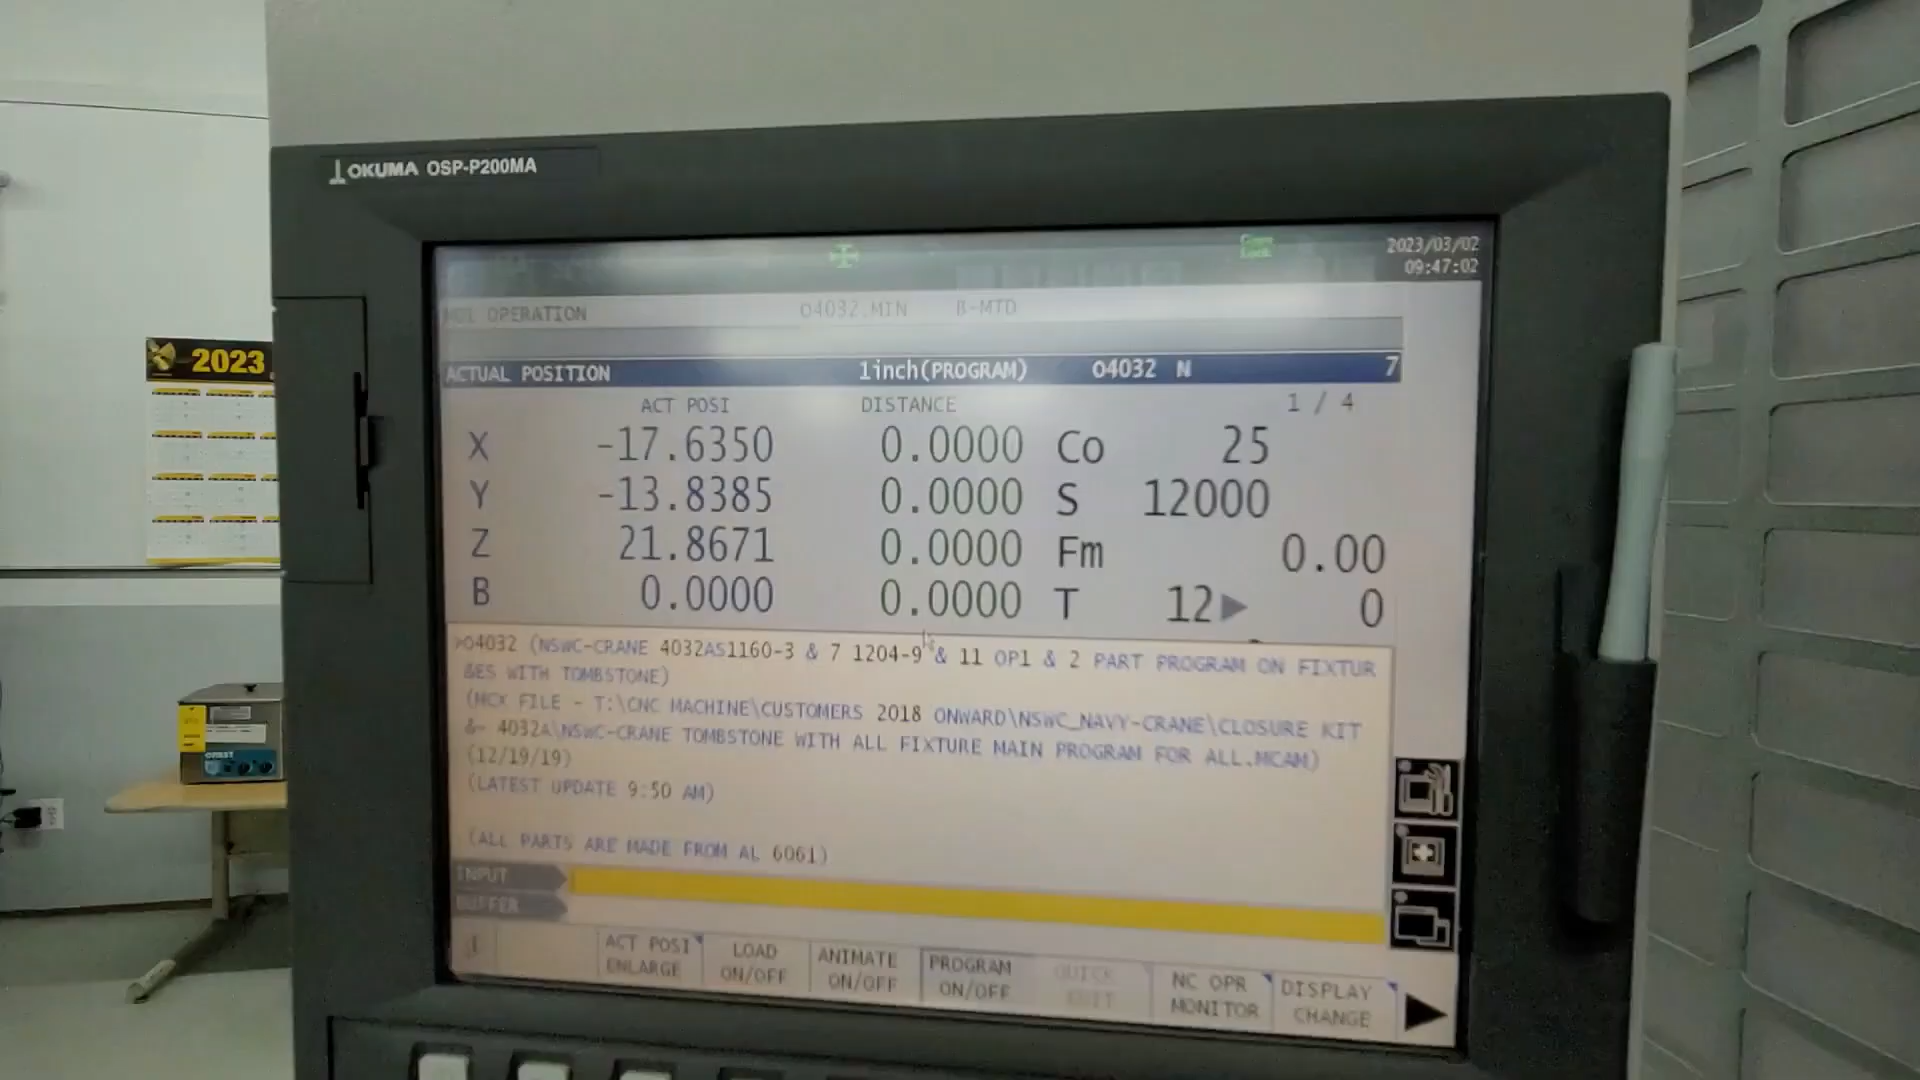 OKUMA OSP-P200MA
2023/03/02
09:47:02
MDI OPERATION O4032.MIN B-MTD
ACTUAL POSITION 1inch(PROGRAM) O4032 N 7
ACT POSI DISTANCE 1 / 4
X -17.6350 0.0000 Co 25
Y -13.8385 0.0000 S 12000
Z 21.8671 0.0000 Fm 0.00
B 0.0000 0.0000 T 12▶ 0
>O4032 (NSWC-CRANE 4032AS1160-3 & 7 1204-9 & 11 OP1 & 2 PART PROGRAM ON FIXTUR
&ES WITH TOMBSTONE)
(MCX FILE - T:\CNC MACHINE\CUSTOMERS 2018 ONWARD\NSWC_NAVY-CRANE\CLOSURE KIT
&- 4032A\NSWC-CRANE TOMBSTONE WITH ALL FIXTURE MAIN PROGRAM FOR ALL.MCAM)
(12/19/19)
(LATEST UPDATE 9:50 AM)
(ALL PARTS ARE MADE FROM AL 6061)
INPUT
BUFFER
ACT POSI
ENLARGE
LOAD
ON/OFF
ANIMATE
ON/OFF
PROGRAM
ON/OFF
QUICK
EDIT
NC OPR
MONITOR
DISPLAY
CHANGE
2023